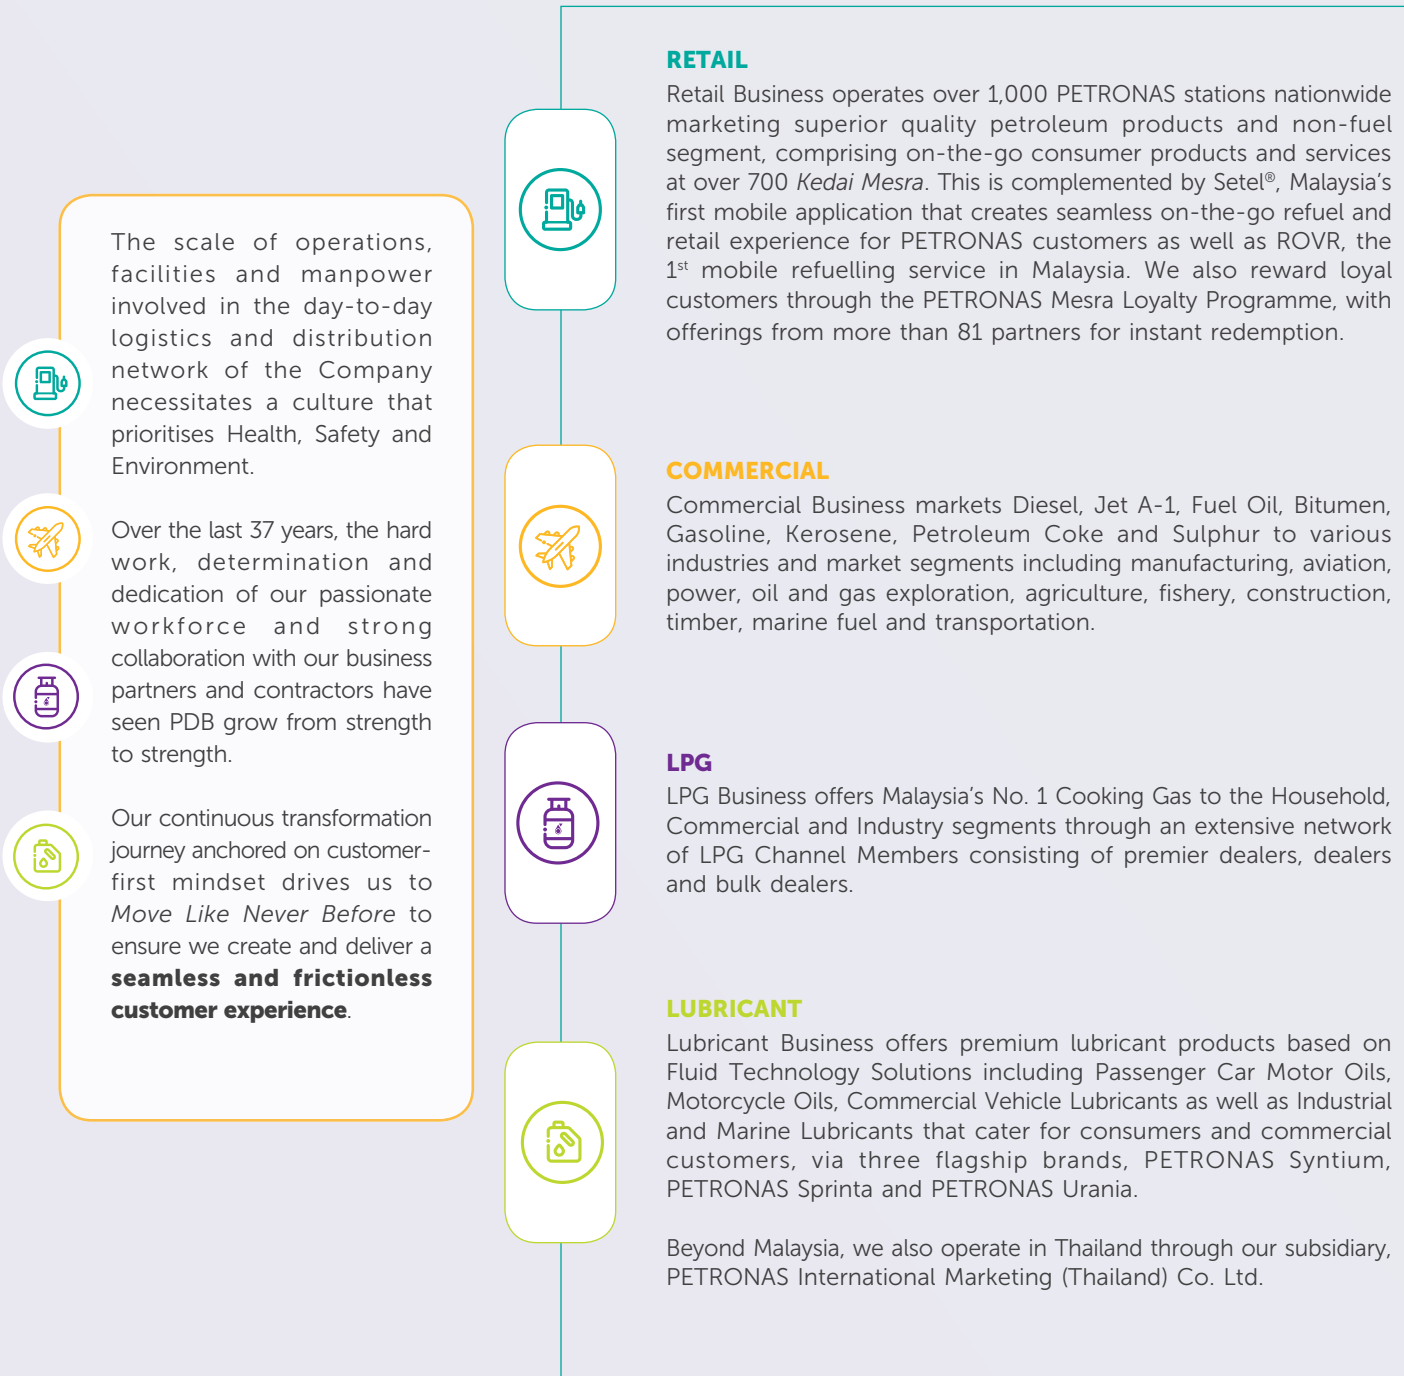 The scale of operations,
facilities and manpower
involved in the day-to-day
logistics and distribution
network of the Company
necessitates a culture that
prioritises Health, Safety and
Environment.
Over the last 37 years, the hard
work, determination and
dedication of our passionate
workforce and strong
collaboration with our business
partners and contractors have
seen PDB grow from strength
to strength.
Our continuous transformation
journey anchored on customer-
first mindset drives us to
Move Like Never Before to
ensure we create and deliver a
seamless and frictionless
customer experience.
RETAIL
Retail Business operates over 1,000 PETRONAS stations nationwide
marketing superior quality petroleum products and non-fuel
segment, comprising on-the-go consumer products and services
at over 700 Kedai Mesra. This is complemented by Setel®, Malaysia’s
first mobile application that creates seamless on-the-go refuel and
retail experience for PETRONAS customers as well as ROVR, the
1st mobile refuelling service in Malaysia. We also reward loyal
customers through the PETRONAS Mesra Loyalty Programme, with
offerings from more than 81 partners for instant redemption.
COMMERCIAL
Commercial Business markets Diesel, Jet A-1, Fuel Oil, Bitumen,
Gasoline, Kerosene, Petroleum Coke and Sulphur to various
industries and market segments including manufacturing, aviation,
power, oil and gas exploration, agriculture, fishery, construction,
timber, marine fuel and transportation.
LPG
LPG Business offers Malaysia’s No. 1 Cooking Gas to the Household,
Commercial and Industry segments through an extensive network
of LPG Channel Members consisting of premier dealers, dealers
and bulk dealers.
LUBRICANT
Lubricant Business offers premium lubricant products based on
Fluid Technology Solutions including Passenger Car Motor Oils,
Motorcycle Oils, Commercial Vehicle Lubricants as well as Industrial
and Marine Lubricants that cater for consumers and commercial
customers, via three flagship brands, PETRONAS Syntium,
PETRONAS Sprinta and PETRONAS Urania.
Beyond Malaysia, we also operate in Thailand through our subsidiary,
PETRONAS International Marketing (Thailand) Co. Ltd.